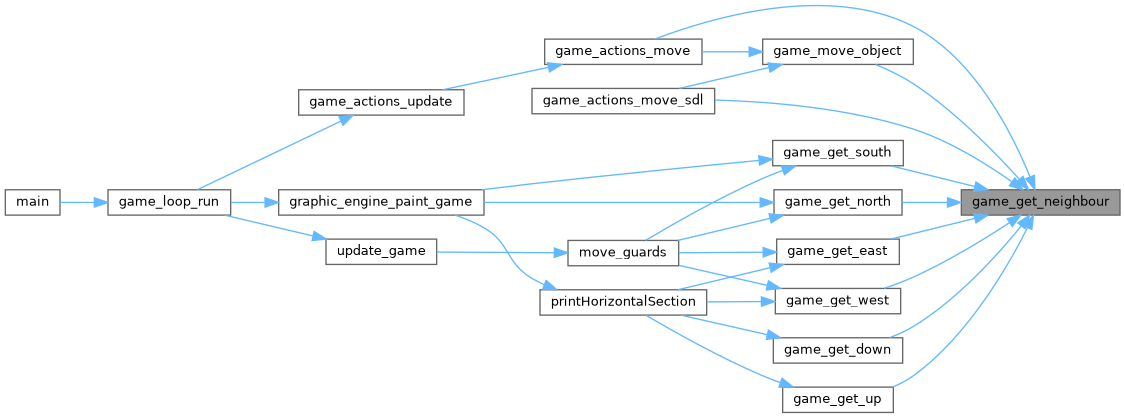 game_actions_move
game_move_object
game_actions_update
game_actions_move_sdl
game_get_south
main
game_loop_run
graphic_engine_paint_game
game_get_north
game_get_neighbour
update_game
move_guards
game_get_east
printHorizontalSection
game_get_west
game_get_down
game_get_up